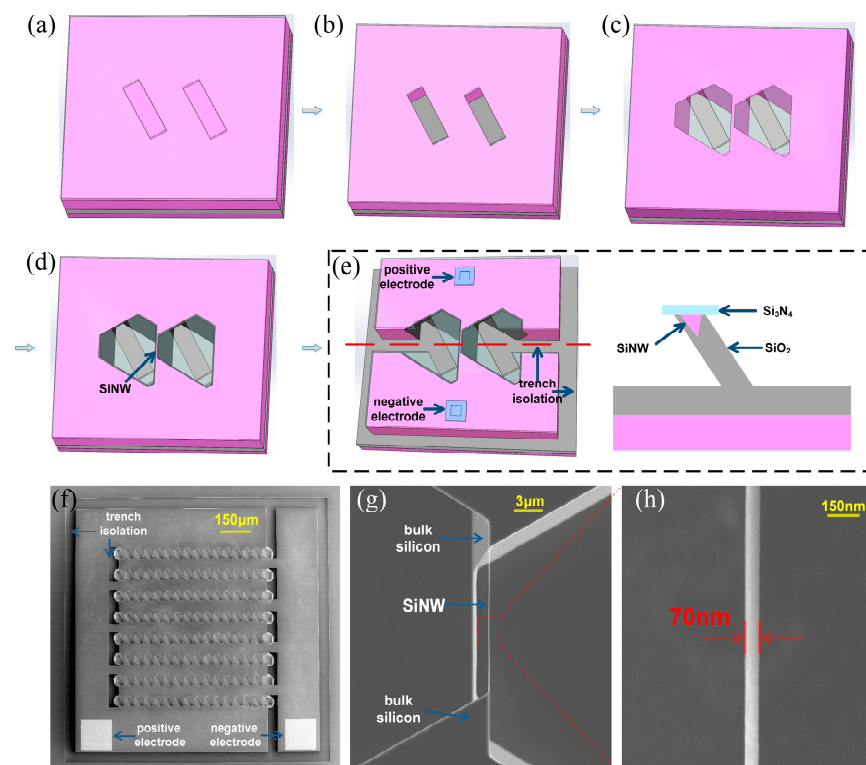 (a)
(b)
(c)
(d)
SiNW
(e)
positive
electrode
negative
electrode
trench
isolation
Si₃N₄
SiNW
SiO₂
(f)
trench
isolation
150μm
positive
electrode
negative
electrode
(g)
3μm
bulk
silicon
SiNW
bulk
silicon
(h)
150nm
70nm